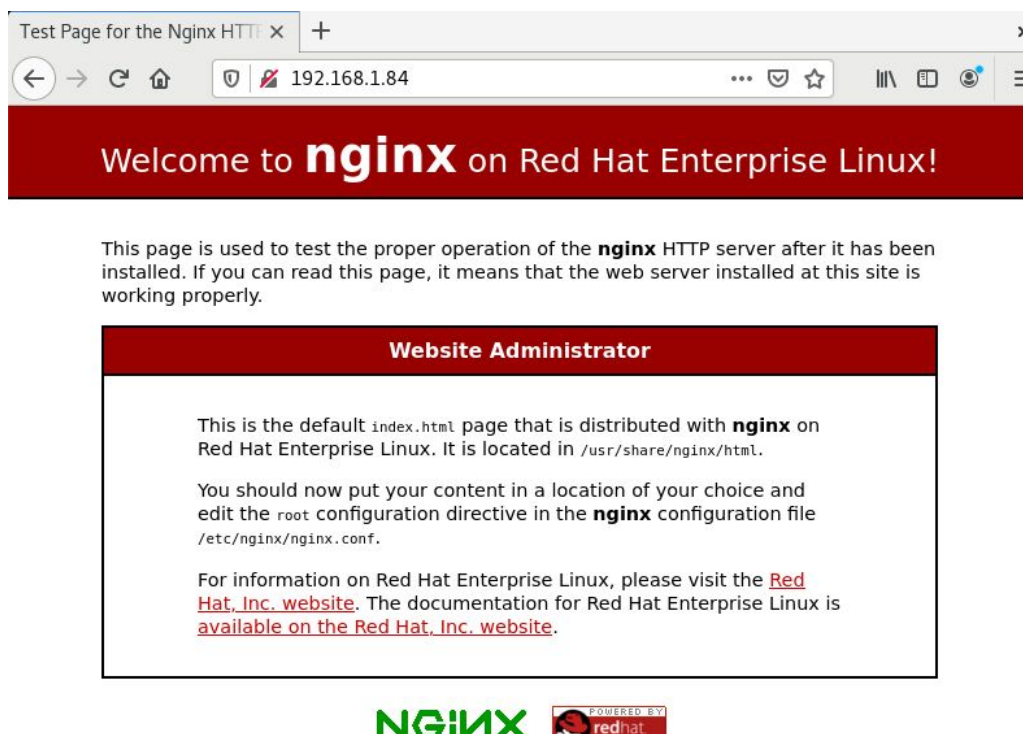 Test Page for the Nginx HTT
192.168.1.84
Welcome to nginx on Red Hat Enterprise Linux!
This page is used to test the proper operation of the nginx HTTP server after it has been
installed. If you can read this page, it means that the web server installed at this site is
working properly.
Website Administrator
This is the default index.html page that is distributed with nginx on
Red Hat Enterprise Linux. It is located in /usr/share/nginx/html.
You should now put your content in a location of your choice and
edit the root configuration directive in the nginx configuration file
/etc/nginx/nginx.conf.
For information on Red Hat Enterprise Linux, please visit the Red
Hat, Inc. website. The documentation for Red Hat Enterprise Linux is
available on the Red Hat, Inc. website.
NGINX
POWERED BY
redhat